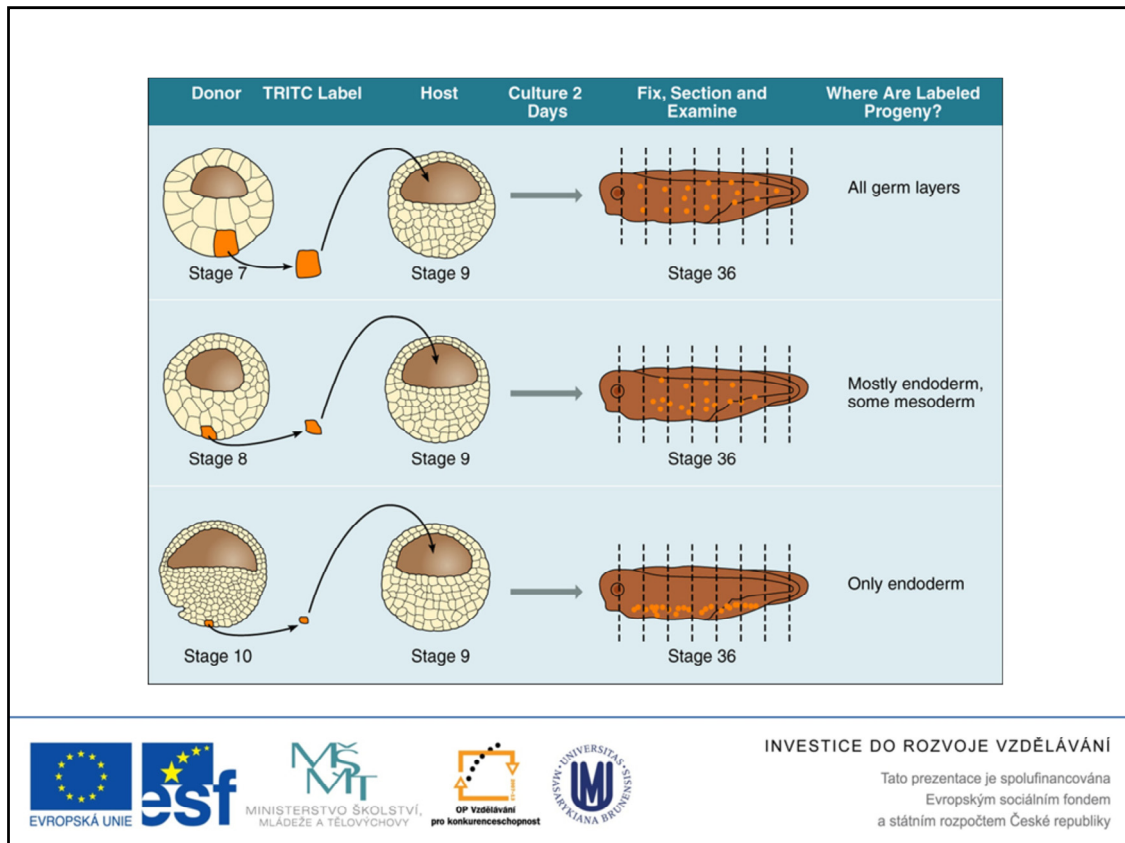 Donor
TRITC Label
Host
Culture 2
Days
Fix, Section and
Examine
Where Are Labeled
Progeny?
Stage 7
Stage 9
Stage 36
All germ layers
Stage 8
Stage 9
Stage 36
Mostly endoderm,
some mesoderm
Stage 10
Stage 9
Stage 36
Only endoderm
EVROPSKÁ UNIE
esf
MŠMT
MINISTERSTVO ŠKOLSTVÍ,
MLÁDEŽE A TĚLOVÝCHOVY
OP Vzdělávání
pro konkurenceschopnost
UNIVERSITAS
MASARYKIANA BRUNENSIS
INVESTICE DO ROZVOJE VZDĚLÁVÁNÍ
Tato prezentace je spolufinancována
Evropským sociálním fondem
a státním rozpočtem České republiky